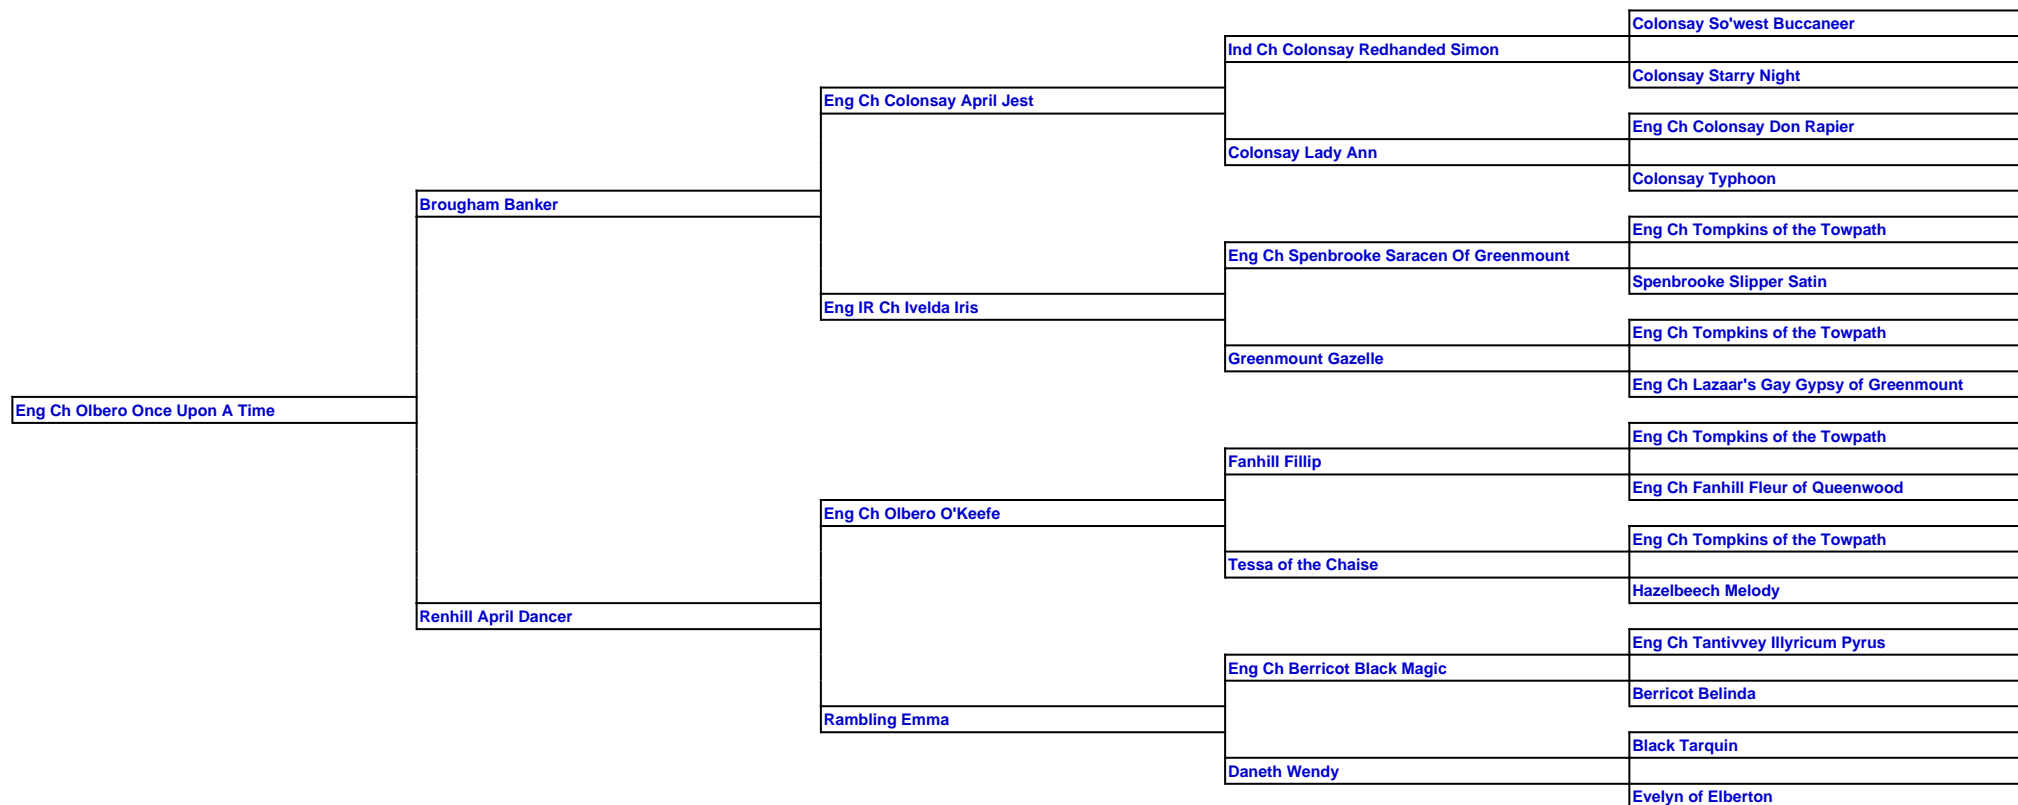 Colonsay So'west Buccaneer
Ind Ch Colonsay Redhanded Simon
Colonsay Starry Night
Eng Ch Colonsay April Jest
Eng Ch Colonsay Don Rapier
Colonsay Lady Ann
Colonsay Typhoon
Brougham Banker
Eng Ch Tompkins of the Towpath
Eng Ch Spenbrooke Saracen Of Greenmount
Spenbrooke Slipper Satin
Eng IR Ch Ivelda Iris
Eng Ch Tompkins of the Towpath
Greenmount Gazelle
Eng Ch Lazaar's Gay Gypsy of Greenmount
Eng Ch Olbero Once Upon A Time
Eng Ch Tompkins of the Towpath
Fanhill Fillip
Eng Ch Fanhill Fleur of Queenwood
Eng Ch Olbero O'Keefe
Eng Ch Tompkins of the Towpath
Tessa of the Chaise
Hazelbeech Melody
Renhill April Dancer
Eng Ch Tantivvey Illyricum Pyrus
Eng Ch Berricot Black Magic
Berricot Belinda
Rambling Emma
Black Tarquin
Daneth Wendy
Evelyn of Elberton